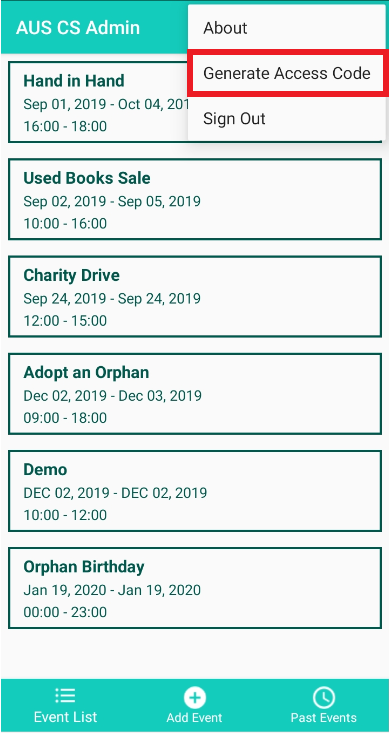 AUS CS Admin
About
Generate Access Code
Sign Out
Hand in Hand
Sep 01, 2019 - Oct 04, 201
16:00 - 18:00
Used Books Sale
Sep 02, 2019 - Sep 05, 2019
10:00 - 16:00
Charity Drive
Sep 24, 2019 - Sep 24, 2019
12:00 - 15:00
Adopt an Orphan
Dec 02, 2019 - Dec 03, 2019
09:00 - 18:00
Demo
DEC 02, 2019 - DEC 02, 2019
10:00 - 12:00
Orphan Birthday
Jan 19, 2020 - Jan 19, 2020
00:00 - 23:00
Event List
Add Event
Past Events